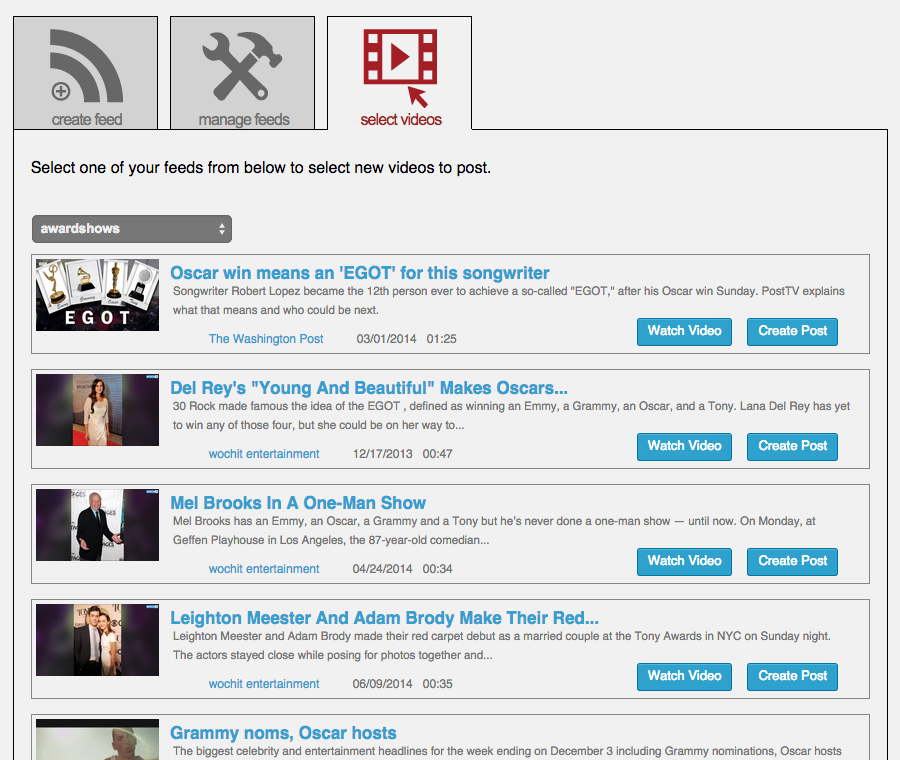 create feed
manage feeds
select videos
Select one of your feeds from below to select new videos to post.
awardshows
EGOT
Oscar win means an 'EGOT' for this songwriter
Songwriter Robert Lopez became the 12th person ever to achieve a so-called "EGOT," after his Oscar win Sunday. PostTV explains
what that means and who could be next.
The Washington Post 03/01/2014 01:25
Watch Video Create Post
Del Rey's "Young And Beautiful" Makes Oscars...
30 Rock made famous the idea of the EGOT , defined as winning an Emmy, a Grammy, an Oscar, and a Tony. Lana Del Rey has yet
to win any of those four, but she could be on her way to...
wochit entertainment 12/17/2013 00:47
Watch Video Create Post
Mel Brooks In A One-Man Show
Mel Brooks has an Emmy, an Oscar, a Grammy and a Tony but he's never done a one-man show — until now. On Monday, at
Geffen Playhouse in Los Angeles, the 87-year-old comedian...
wochit entertainment 04/24/2014 00:34
Watch Video Create Post
Leighton Meester And Adam Brody Make Their Red...
Leighton Meester and Adam Brody made their red carpet debut as a married couple at the Tony Awards in NYC on Sunday night.
The actors stayed close while posing for photos together and...
wochit entertainment 06/09/2014 00:35
Watch Video Create Post
Grammy noms, Oscar hosts
The biggest celebrity and entertainment headlines for the week ending on December 3 including Grammy nominations, Oscar hosts